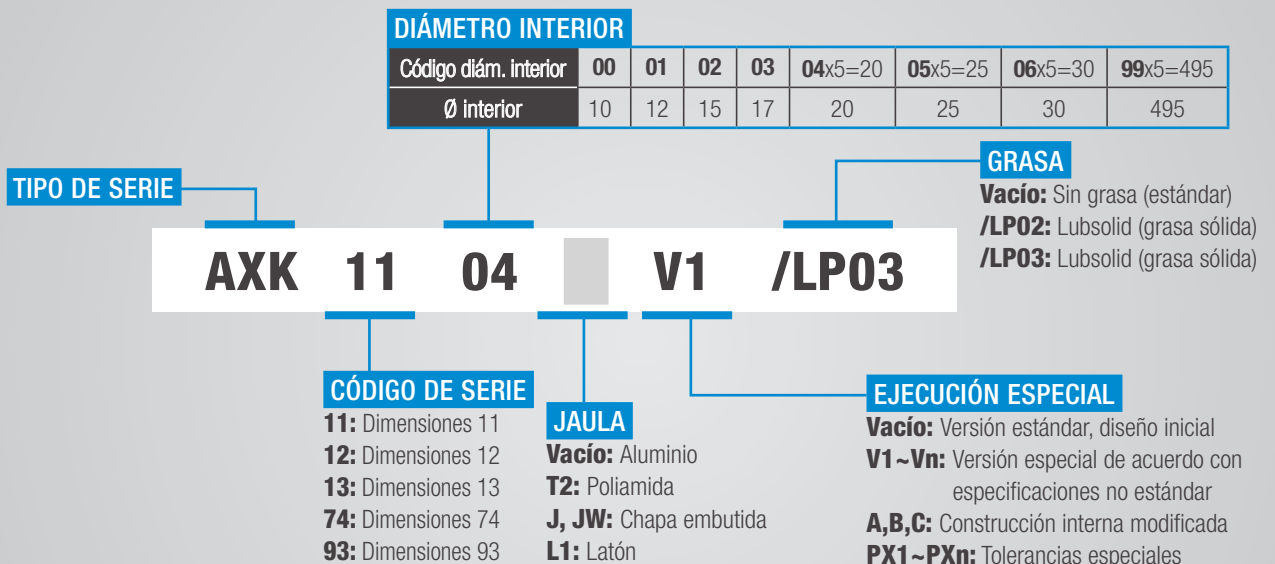 DIÁMETRO INTERIOR
Código diám. interior 00 01 02 03 04x5=20 05x5=25 06x5=30 99x5=495
Ø interior 10 12 15 17 20 25 30 495
TIPO DE SERIE
GRASA
Vacío: Sin grasa (estándar)
/LP02: Lubsolid (grasa sólida)
/LP03: Lubsolid (grasa sólida)
AXK 11 04 V1 /LP03
CÓDIGO DE SERIE
11: Dimensiones 11
12: Dimensiones 12
13: Dimensiones 13
74: Dimensiones 74
93: Dimensiones 93
JAULA
Vacío: Aluminio
T2: Poliamida
J, JW: Chapa embutida
L1: Latón
EJECUCIÓN ESPECIAL
Vacío: Versión estándar, diseño inicial
V1~Vn: Versión especial de acuerdo con
especificaciones no estándar
A,B,C: Construcción interna modificada
PX1~PXn: Tolerancias especiales